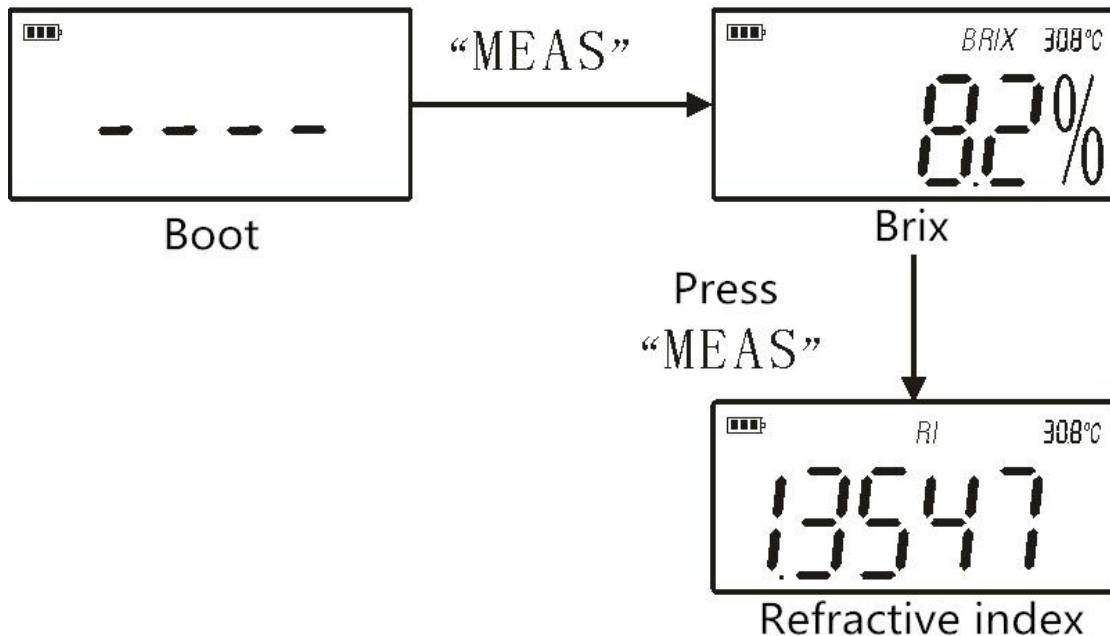 - - - -
Boot
“MEAS”
BRIX 30.8°C
8.2%
Brix
Press
“MEAS”
RI 30.8°C
1.3547
Refractive index